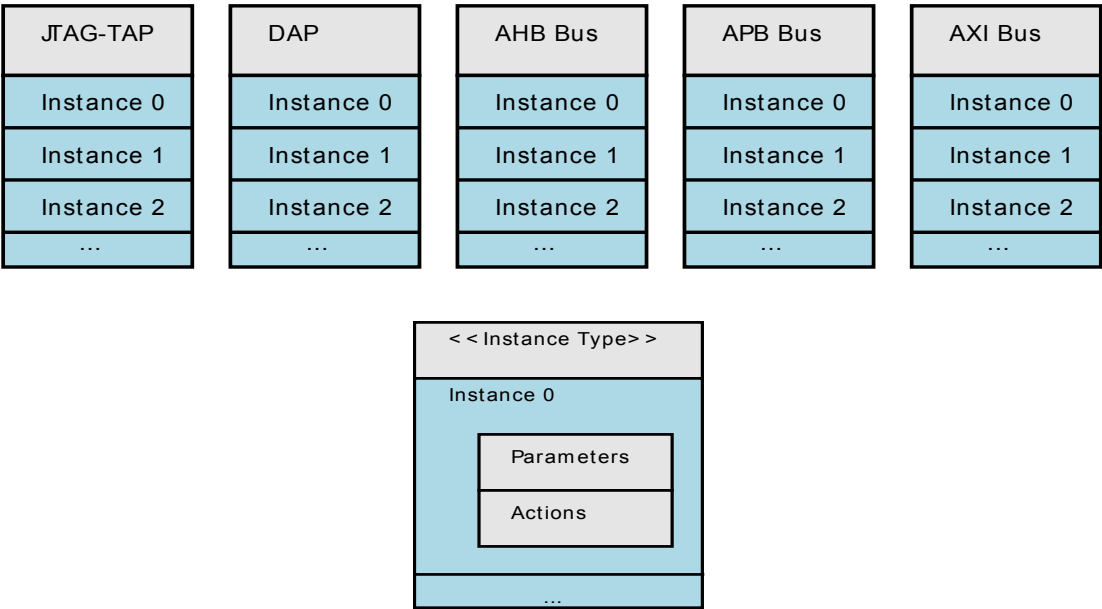 JTAG-TAP
Instance 0
Instance 1
Instance 2
...
DAP
Instance 0
Instance 1
Instance 2
...
AHB Bus
Instance 0
Instance 1
Instance 2
...
APB Bus
Instance 0
Instance 1
Instance 2
...
AXI Bus
Instance 0
Instance 1
Instance 2
...
<<Instance Type>>
Instance 0
Parameters
Actions
...